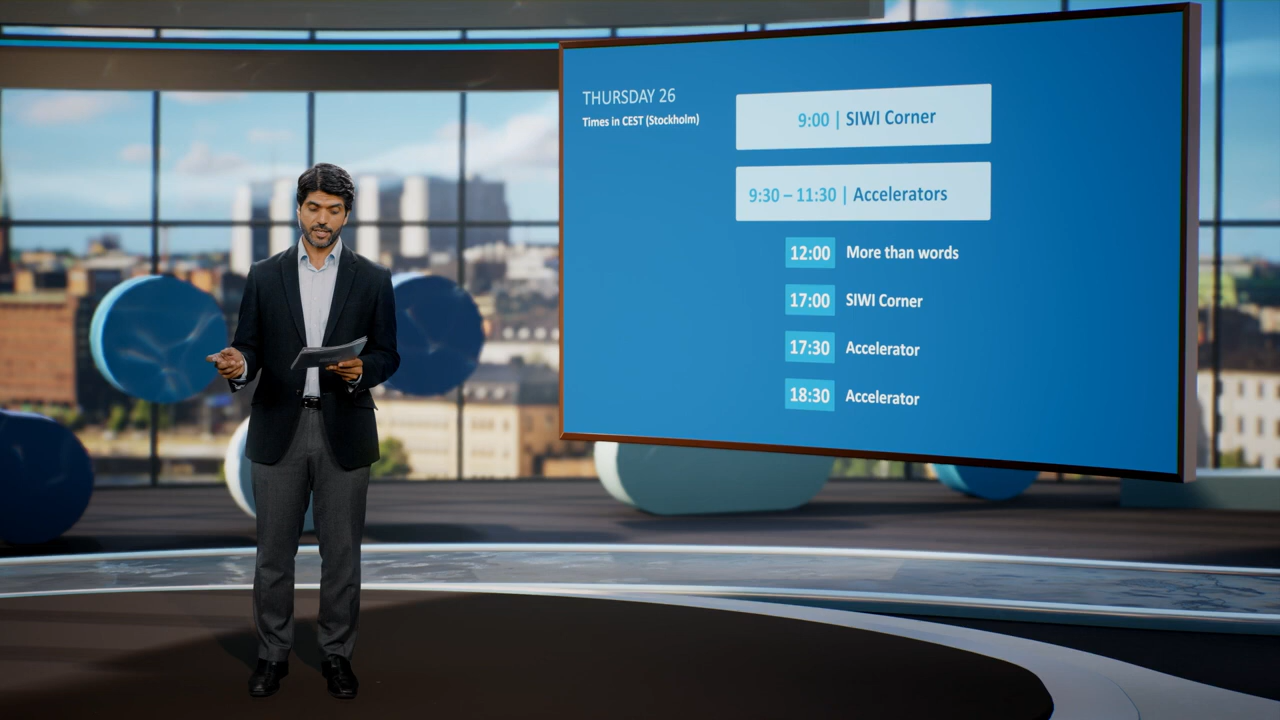 THURSDAY 26
Times in CEST (Stockholm)
9:00 | SIWI Corner
9:30 – 11:30 | Accelerators
12:00 More than words
17:00 SIWI Corner
17:30 Accelerator
18:30 Accelerator